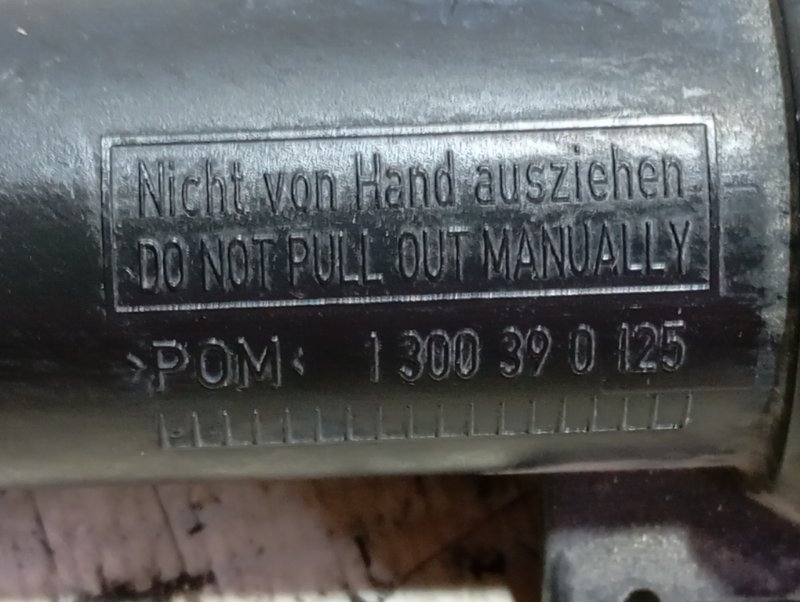 Nicht von Hand ausziehen
DO NOT PULL OUT MANUALLY
>POM< 1 300 39 0 125